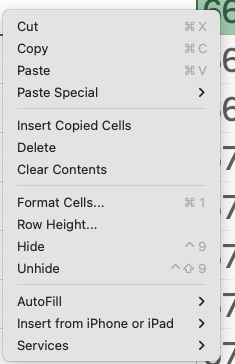 Cut ⌘ X
Copy ⌘ C
Paste ⌘ V
Paste Special
Insert Copied Cells
Delete
Clear Contents
Format Cells... ⌘ 1
Row Height...
Hide ^ 9
Unhide ^⇧ 9
AutoFill
Insert from iPhone or iPad
Services